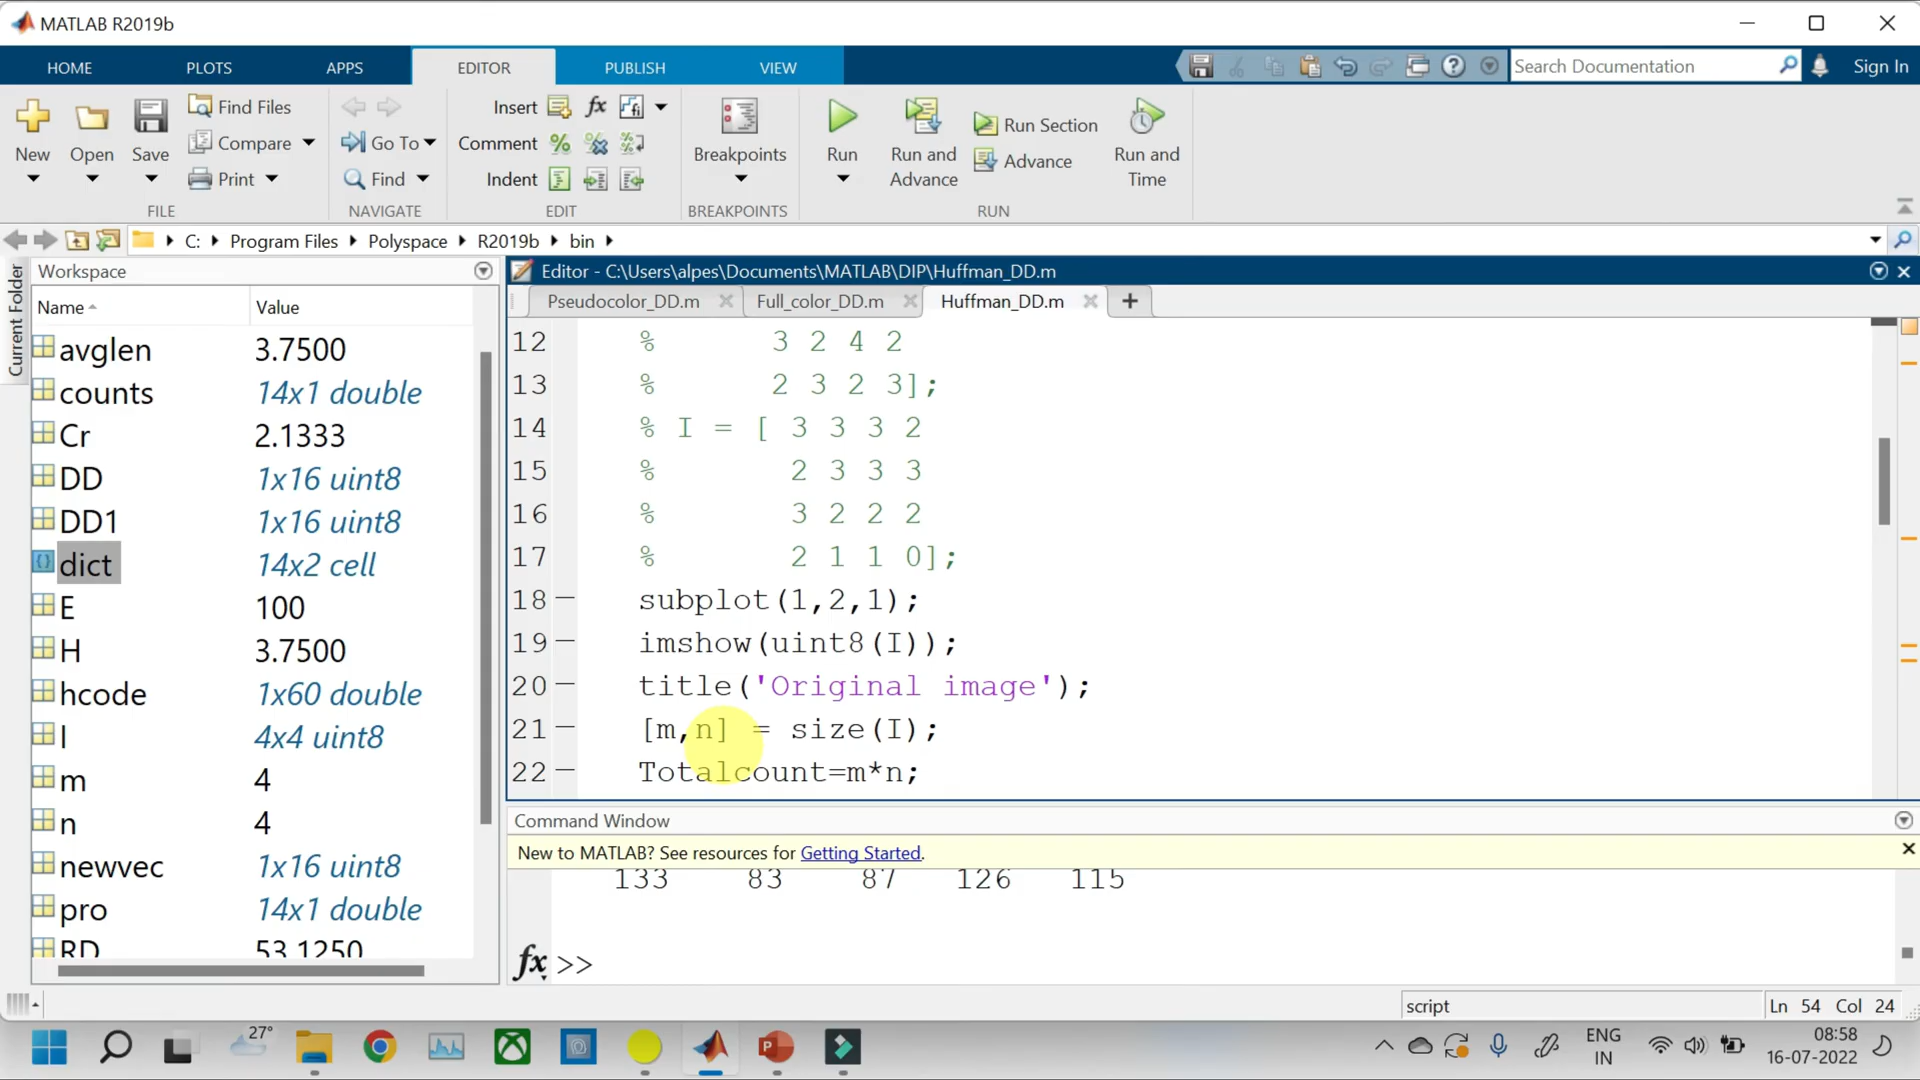 MATLAB R2019b
HOME PLOTS APPS EDITOR PUBLISH VIEW
Search Documentation
Sign In
New
Open
Save
Find Files
Compare
Print
FILE
Go To
Find
NAVIGATE
Insert fx
Comment
Indent
EDIT
Breakpoints
BREAKPOINTS
Run
Run and Advance
Run Section
Advance
Run and Time
RUN
C: Program Files Polyspace R2019b bin
Current Folder
Workspace
Name Value
avglen 3.7500
counts 14x1 double
Cr 2.1333
DD 1x16 uint8
DD1 1x16 uint8
dict 14x2 cell
E 100
H 3.7500
hcode 1x60 double
I 4x4 uint8
m 4
n 4
newvec 1x16 uint8
pro 14x1 double
RD 53.1250
Editor - C:\Users\alpes\Documents\MATLAB\DIP\Huffman_DD.m
Pseudocolor_DD.m Full_color_DD.m Huffman_DD.m
12 % 3 2 4 2
13 % 2 3 2 3];
14 % I = [ 3 3 3 2
15 % 2 3 3 3
16 % 3 2 2 2
17 % 2 1 1 0];
18 subplot(1,2,1);
19 imshow(uint8(I));
20 title('Original image');
21 [m,n] = size(I);
22 Totalcount=m*n;
Command Window
New to MATLAB? See resources for Getting Started.
133 83 87 126 115
fx >>
script
Ln 54 Col 24
27°
ENG
IN
08:58
16-07-2022